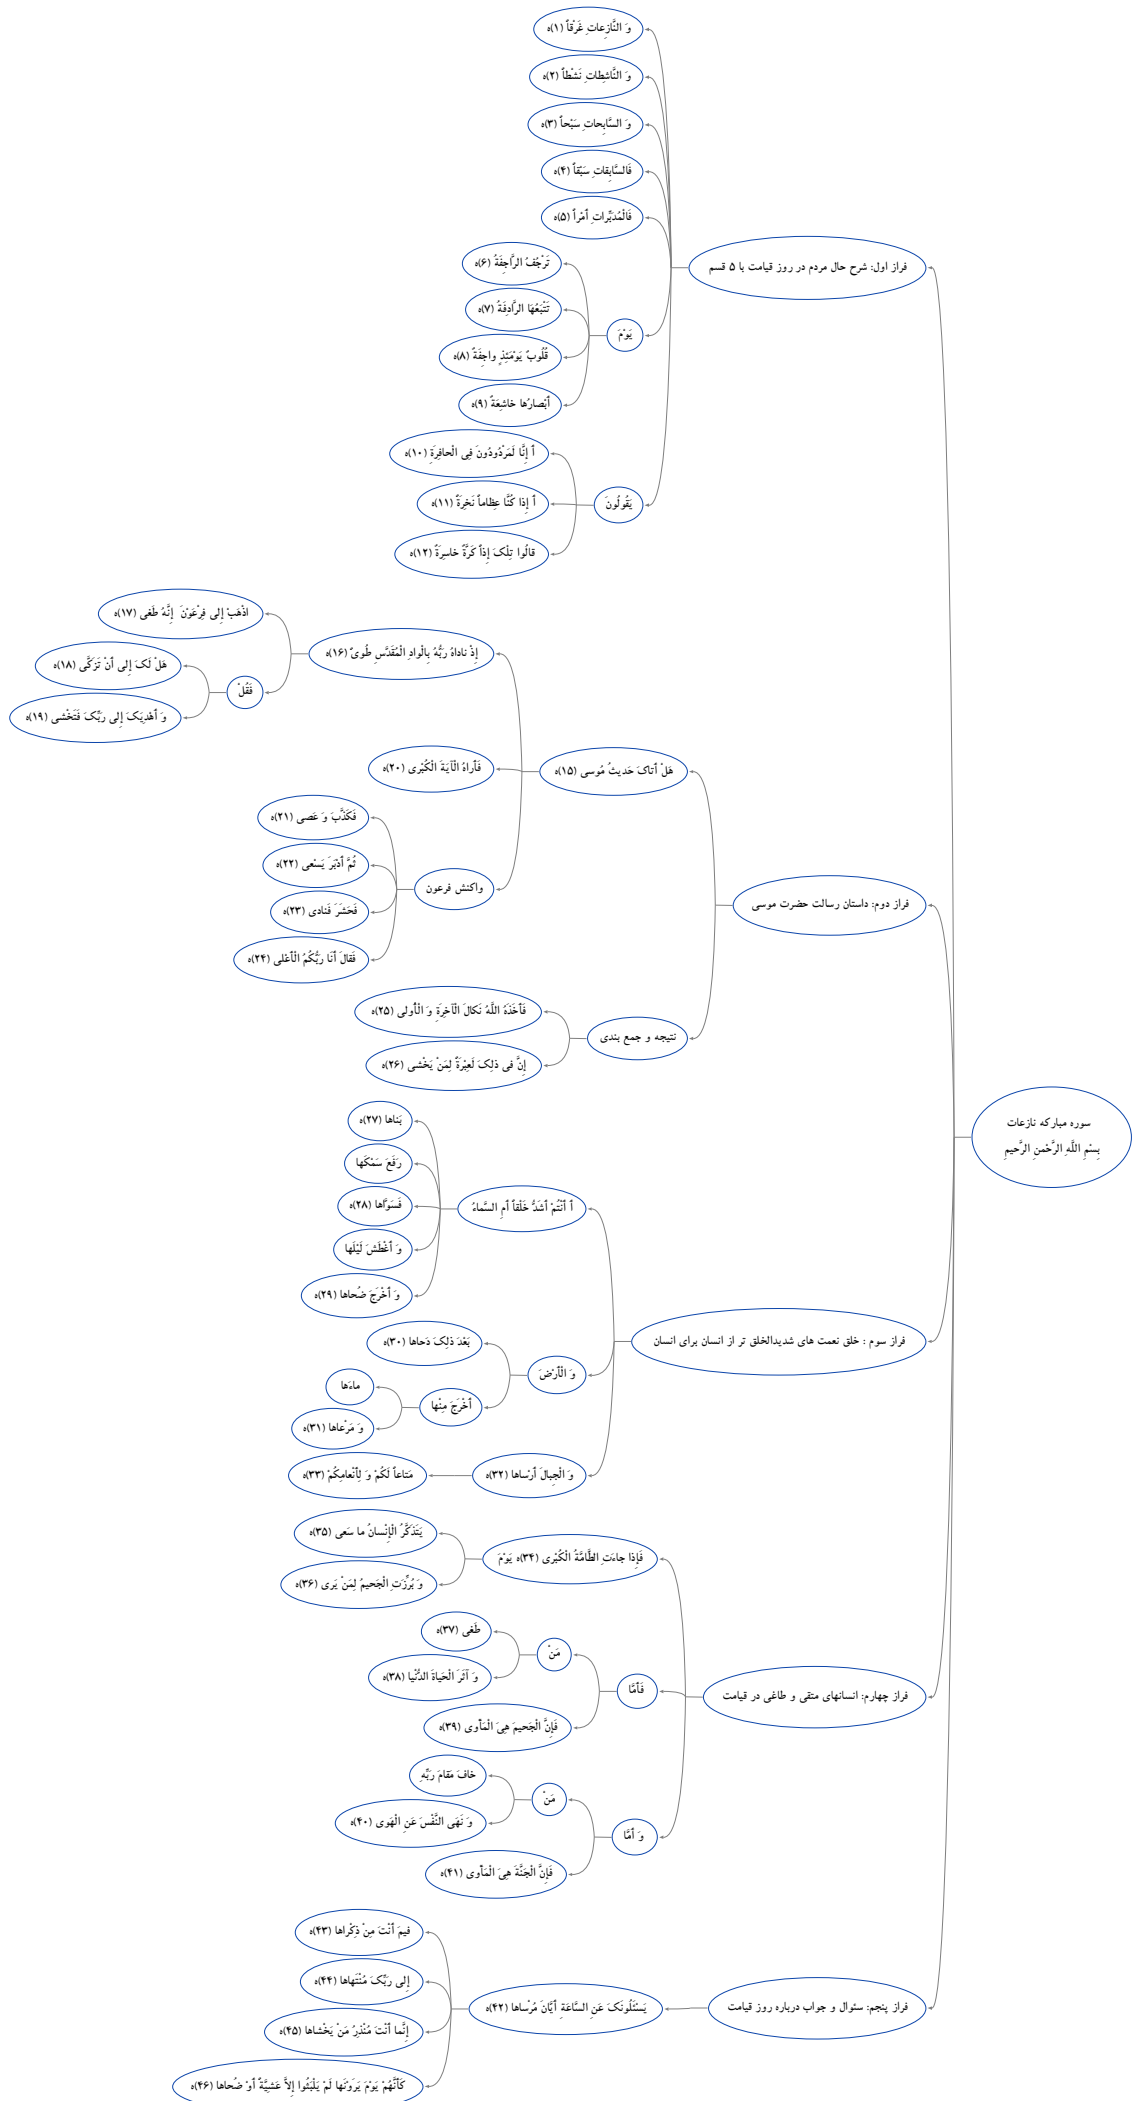 سوره مبارکه نازعات
بِسْمِ اللَّهِ الرَّحْمنِ الرَّحیمِ
فراز اول: شرح حال مردم در روز قیامت با ۵ قسم
وَ النَّازِعاتِ غَرْقاً (۱)ه
وَ النَّاشِطاتِ نَشْطاً (۲)ه
وَ السَّابِحاتِ سَبْحاً (۳)ه
فَالسَّابِقاتِ سَبْقاً (۴)ه
فَالْمُدَبِّراتِ أَمْراً (۵)ه
یَوْمَ
تَرْجُفُ الرَّاجِفَةُ (۶)ه
تَتْبَعُهَا الرَّادِفَةُ (۷)ه
قُلُوبٌ یَوْمَئِذٍ واجِفَةٌ (۸)ه
أَبْصارُها خاشِعَةٌ (۹)ه
یَقُولُونَ
أَ إِنَّا لَمَرْدُودُونَ فِی الْحافِرَةِ (۱۰)ه
أَ إِذا کُنَّا عِظاماً نَخِرَةً (۱۱)ه
قالُوا تِلْکَ إِذاً کَرَّةٌ خاسِرَةٌ (۱۲)ه
فراز دوم: داستان رسالت حضرت موسی
هَلْ أَتاکَ حَدیثُ مُوسی (۱۵)ه
إِذْ ناداهُ رَبُّهُ بِالْوادِ الْمُقَدَّسِ طُویً (۱۶)ه
اذْهَبْ إِلی فِرْعَوْنَ إِنَّهُ طَغی (۱۷)ه
فَقُلْ
هَلْ لَکَ إِلی أَنْ تَزَکَّی (۱۸)ه
وَ أَهْدِیَکَ إِلی رَبِّکَ فَتَخْشی (۱۹)ه
فَأَراهُ الْآیَةَ الْکُبْری (۲۰)ه
واکنش فرعون
فَکَذَّبَ وَ عَصی (۲۱)ه
ثُمَّ أَدْبَرَ یَسْعی (۲۲)ه
فَحَشَرَ فَنادی (۲۳)ه
فَقالَ أَنَا رَبُّکُمُ الْأَعْلی (۲۴)ه
نتیجه و جمع بندی
فَأَخَذَهُ اللَّهُ نَکالَ الْآخِرَةِ وَ الْأُولی (۲۵)ه
إِنَّ فی ذلِکَ لَعِبْرَةً لِمَنْ یَخْشی (۲۶)ه
فراز سوم : خلق نعمت های شدیدالخلق تر از انسان برای انسان
أَ أَنْتُمْ أَشَدُّ خَلْقاً أَمِ السَّماءُ
بَناها (۲۷)ه
رَفَعَ سَمْکَها
فَسَوَّاها (۲۸)ه
وَ أَغْطَشَ لَیْلَها
وَ أَخْرَجَ ضُحاها (۲۹)ه
وَ الْأَرْضَ
بَعْدَ ذلِکَ دَحاها (۳۰)ه
أَخْرَجَ مِنْها
ماءَها
وَ مَرْعاها (۳۱)ه
وَ الْجِبالَ أَرْساها (۳۲)ه
مَتاعاً لَکُمْ وَ لِأَنْعامِکُمْ (۳۳)ه
فراز چهارم: انسانهای متقی و طاغی در قیامت
فَإِذا جاءَتِ الطَّامَّةُ الْکُبْری (۳۴)ه یَوْمَ
یَتَذَکَّرُ الْإِنْسانُ ما سَعی (۳۵)ه
وَ بُرِّزَتِ الْجَحیمُ لِمَنْ یَری (۳۶)ه
فَأَمَّا
مَنْ
طَغی (۳۷)ه
وَ آثَرَ الْحَیاةَ الدُّنْیا (۳۸)ه
فَإِنَّ الْجَحیمَ هِیَ الْمَأْوی (۳۹)ه
وَ أَمَّا
مَنْ
خافَ مَقامَ رَبِّهِ
وَ نَهَی النَّفْسَ عَنِ الْهَوی (۴۰)ه
فَإِنَّ الْجَنَّةَ هِیَ الْمَأْوی (۴۱)ه
فراز پنجم: سئوال و جواب درباره روز قیامت
یَسْئَلُونَکَ عَنِ السَّاعَةِ أَیَّانَ مُرْساها (۴۲)ه
فیمَ أَنْتَ مِنْ ذِکْراها (۴۳)ه
إِلی رَبِّکَ مُنْتَهاها (۴۴)ه
إِنَّما أَنْتَ مُنْذِرُ مَنْ یَخْشاها (۴۵)ه
کَأَنَّهُمْ یَوْمَ یَرَوْنَها لَمْ یَلْبَثُوا إِلاَّ عَشِیَّةً أَوْ ضُحاها (۴۶)ه